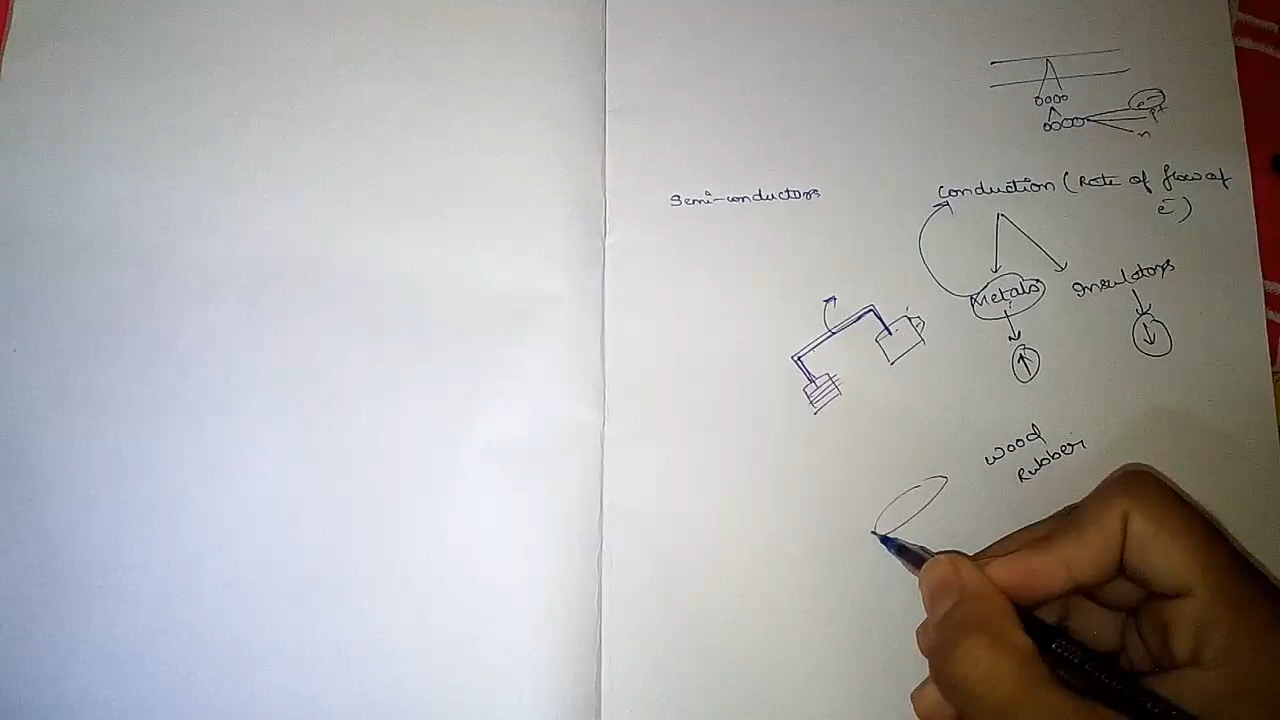 e-
p+
n
Semi-conductors
Conduction (Rate of flow of
e-)
Metals
Insulators
wood
Rubber